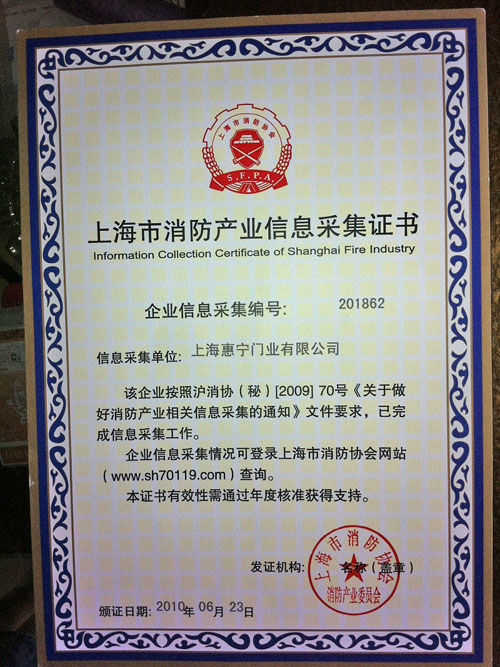 上海市消防协会
S.F.P.A.
上海市消防产业信息采集证书
Information Collection Certificate of Shanghai Fire Industry
企业信息采集编号: 201862
信息采集单位: 上海惠宁门业有限公司
该企业按照沪消协（秘）[2009] 70号《关于做
好消防产业相关信息采集的通知》文件要求，已完
成信息采集工作。
企业信息采集情况可登录上海市消防协会网站
（www.sh70119.com）查询。
本证书有效性需通过年度核准获得支持。
发证机构: 名称（盖章）
上海市消防协会
消防产业委员会
颁证日期: 2010年 06月 23日